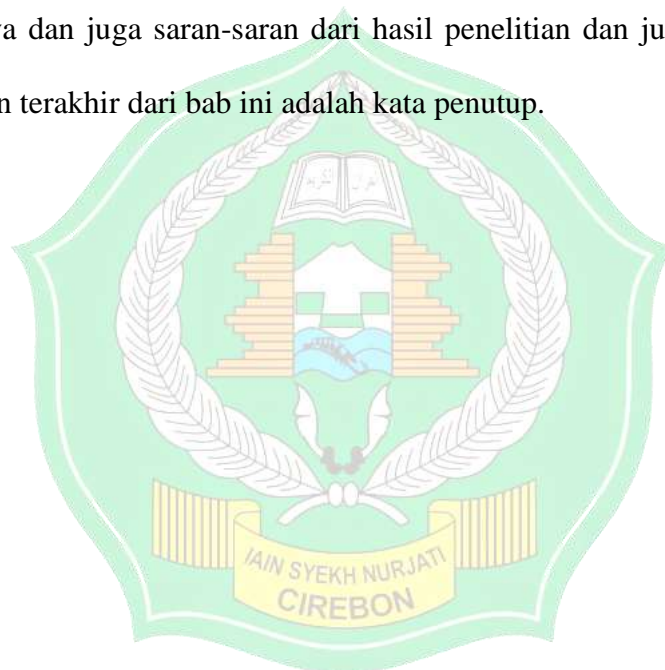 va dan juga saran-saran dari hasil penelitian dan ju
n terakhir dari bab ini adalah kata penutup.
IAIN SYEKH NURJATI
CIREBON